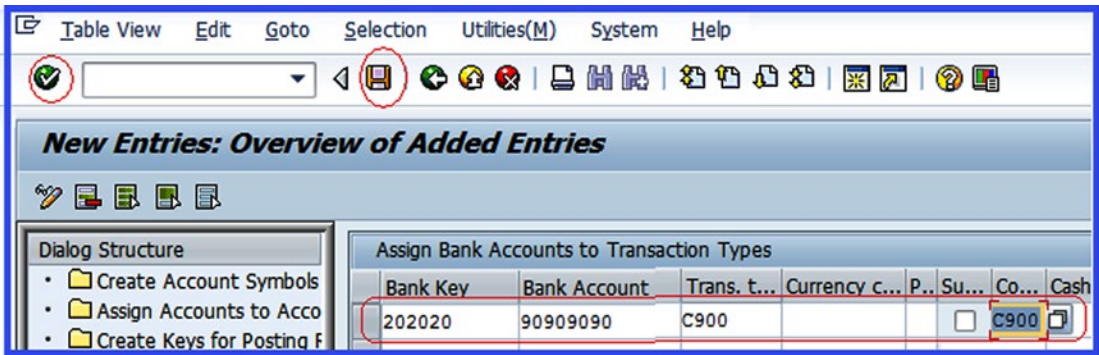 Table View Edit Goto Selection Utilities(M) System Help
New Entries: Overview of Added Entries
Dialog Structure
Create Account Symbols
Assign Accounts to Acco
Create Keys for Posting F
Assign Bank Accounts to Transaction Types
Bank Key Bank Account Trans. t... Currency c... P.. Su... Co... Cash
202020 90909090 C900 C900